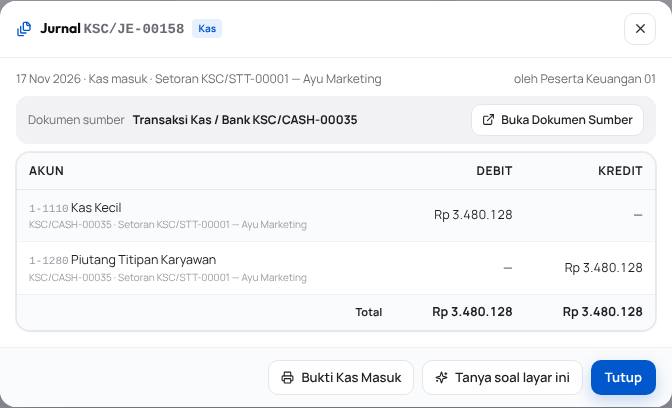 Jurnal KSC/JE-00158 Kas
17 Nov 2026 · Kas masuk · Setoran KSC/STT-00001 — Ayu Marketing oleh Peserta Keuangan 01
Dokumen sumber Transaksi Kas / Bank KSC/CASH-00035 Buka Dokumen Sumber
AKUN DEBIT KREDIT
1-1110 Kas Kecil Rp 3.480.128 —
KSC/CASH-00035 · Setoran KSC/STT-00001 — Ayu Marketing
1-1280 Piutang Titipan Karyawan — Rp 3.480.128
KSC/CASH-00035 · Setoran KSC/STT-00001 — Ayu Marketing
Total Rp 3.480.128 Rp 3.480.128
Bukti Kas Masuk Tanya soal layar ini Tutup